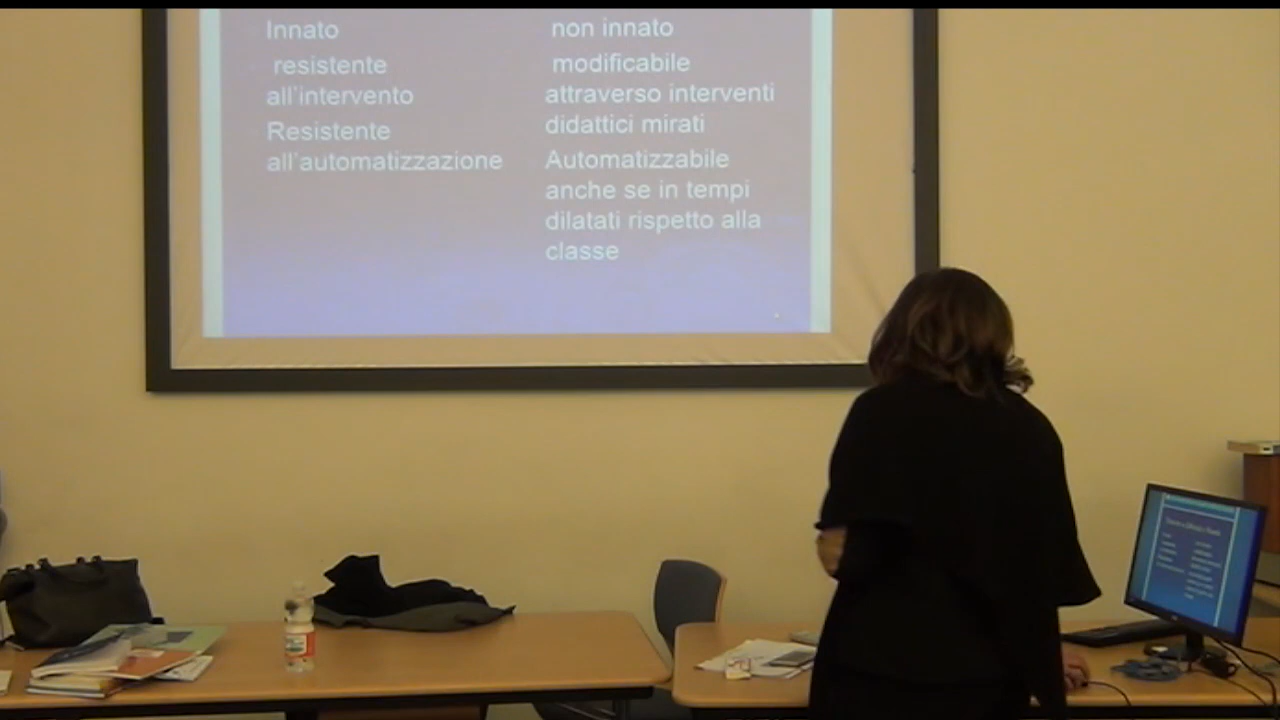 Innato
resistente
all'intervento
Resistente
all'automatizzazione
non innato
modificabile
attraverso interventi
didattici mirati
Automatizzabile
anche se in tempi
dilatati rispetto alla
classe